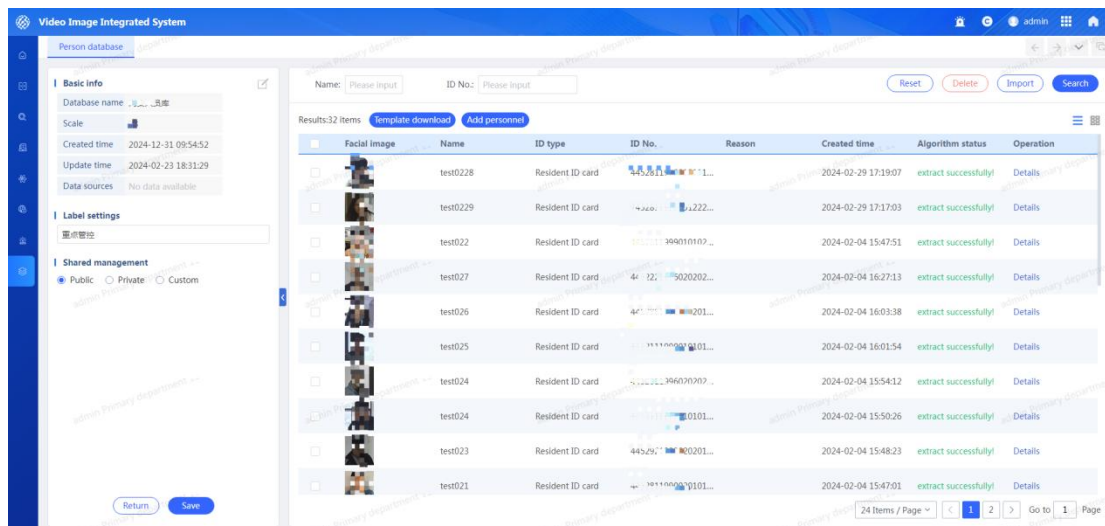 Video Image Integrated System
admin
Person database
Basic info
Database name
Scale
Created time 2024-12-31 09:54:52
Update time 2024-02-23 18:31:29
Data sources No data available
Label settings
重点管控
Shared management
Public Private Custom
Return Save
Name: Please input ID No.: Please input Reset Delete Import Search
Results:32 items Template download Add personnel
Facial image Name ID type ID No. Reason Created time Algorithm status Operation
test0228 Resident ID card 2024-02-29 17:19:07 extract successfully! Details
test0229 Resident ID card 2024-02-29 17:17:03 extract successfully! Details
test022 Resident ID card 2024-02-04 15:47:51 extract successfully! Details
test027 Resident ID card 2024-02-04 16:27:13 extract successfully! Details
test026 Resident ID card 2024-02-04 16:03:38 extract successfully! Details
test025 Resident ID card 2024-02-04 16:01:54 extract successfully! Details
test024 Resident ID card 2024-02-04 15:54:12 extract successfully! Details
test024 Resident ID card 2024-02-04 15:50:26 extract successfully! Details
test023 Resident ID card 2024-02-04 15:48:23 extract successfully! Details
test021 Resident ID card 2024-02-04 15:47:01 extract successfully! Details
24 Items / Page 1 2 Go to 1 Page
admin Primary department